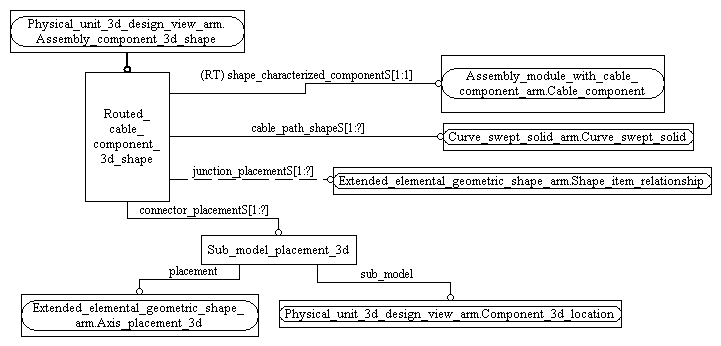 Physical_unit_3d_design_view_arm.
Assembly_component_3d_shape
(RT) shape_characterized_componentS[1:1]
Assembly_module_with_cable_
component_arm.Cable_component
Routed_
cable_
component_
3d_shape
cable_path_shapeS[1:?]
Curve_swept_solid_arm.Curve_swept_solid
junction_placementS[1:?]
Extended_elemental_geometric_shape_arm.Shape_item_relationship
connector_placementS[1:?]
Sub_model_placement_3d
placement
sub_model
Extended_elemental_geometric_shape_
arm.Axis_placement_3d
Physical_unit_3d_design_view_arm.Component_3d_location